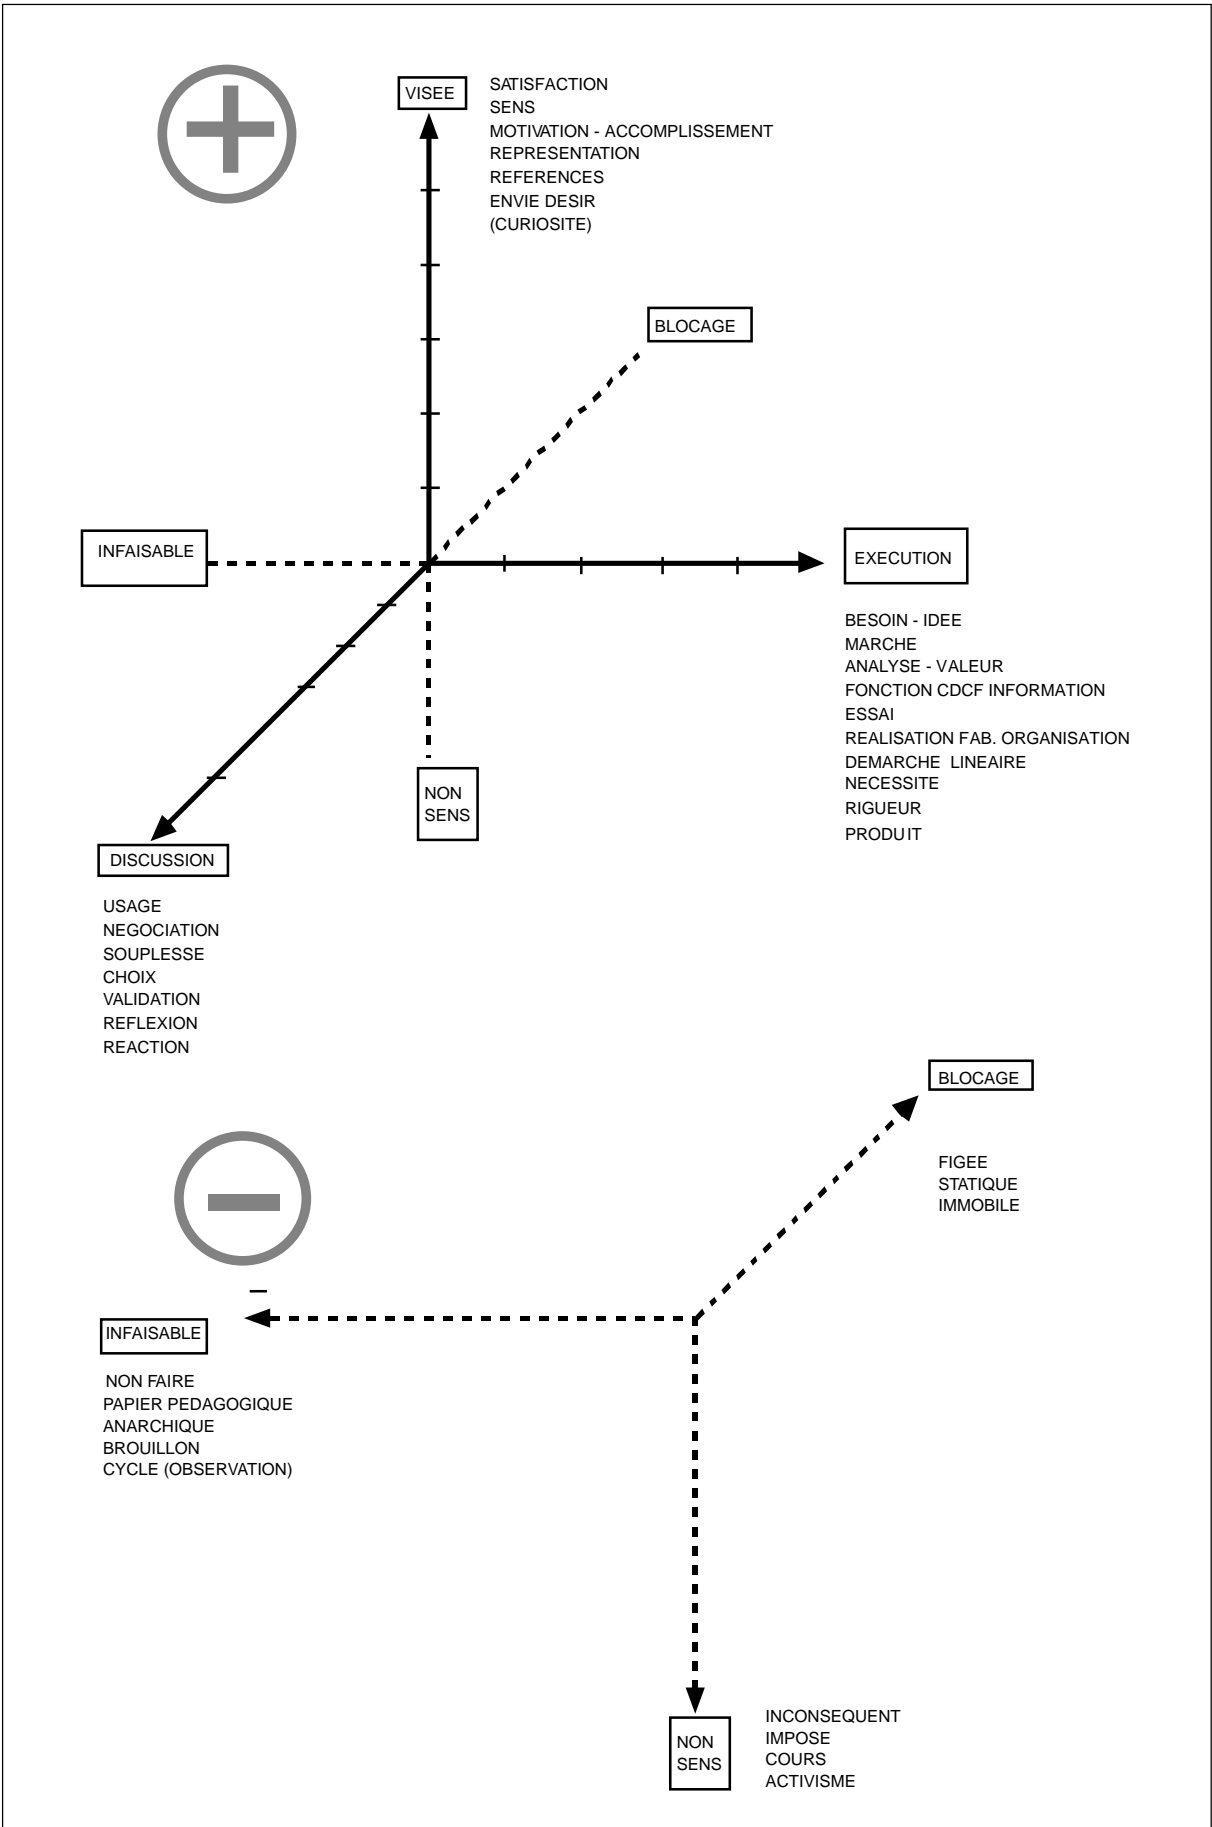 VISEE
SATISFACTION
SENS
MOTIVATION - ACCOMPLISSEMENT
REPRESENTATION
REFERENCES
ENVIE DESIR
(CURIOSITE)
BLOCAGE
INFAISABLE
EXECUTION
BESOIN - IDEE
MARCHE
ANALYSE - VALEUR
FONCTION CDCF INFORMATION
ESSAI
REALISATION FAB. ORGANISATION
DEMARCHE LINEAIRE
NECESSITE
RIGUEUR
PRODUIT
NON
SENS
DISCUSSION
USAGE
NEGOCIATION
SOUPLESSE
CHOIX
VALIDATION
REFLEXION
REACTION
BLOCAGE
FIGEE
STATIQUE
IMMOBILE
INFAISABLE
NON FAIRE
PAPIER PEDAGOGIQUE
ANARCHIQUE
BROUILLON
CYCLE (OBSERVATION)
NON
SENS
INCONSEQUENT
IMPOSE
COURS
ACTIVISME